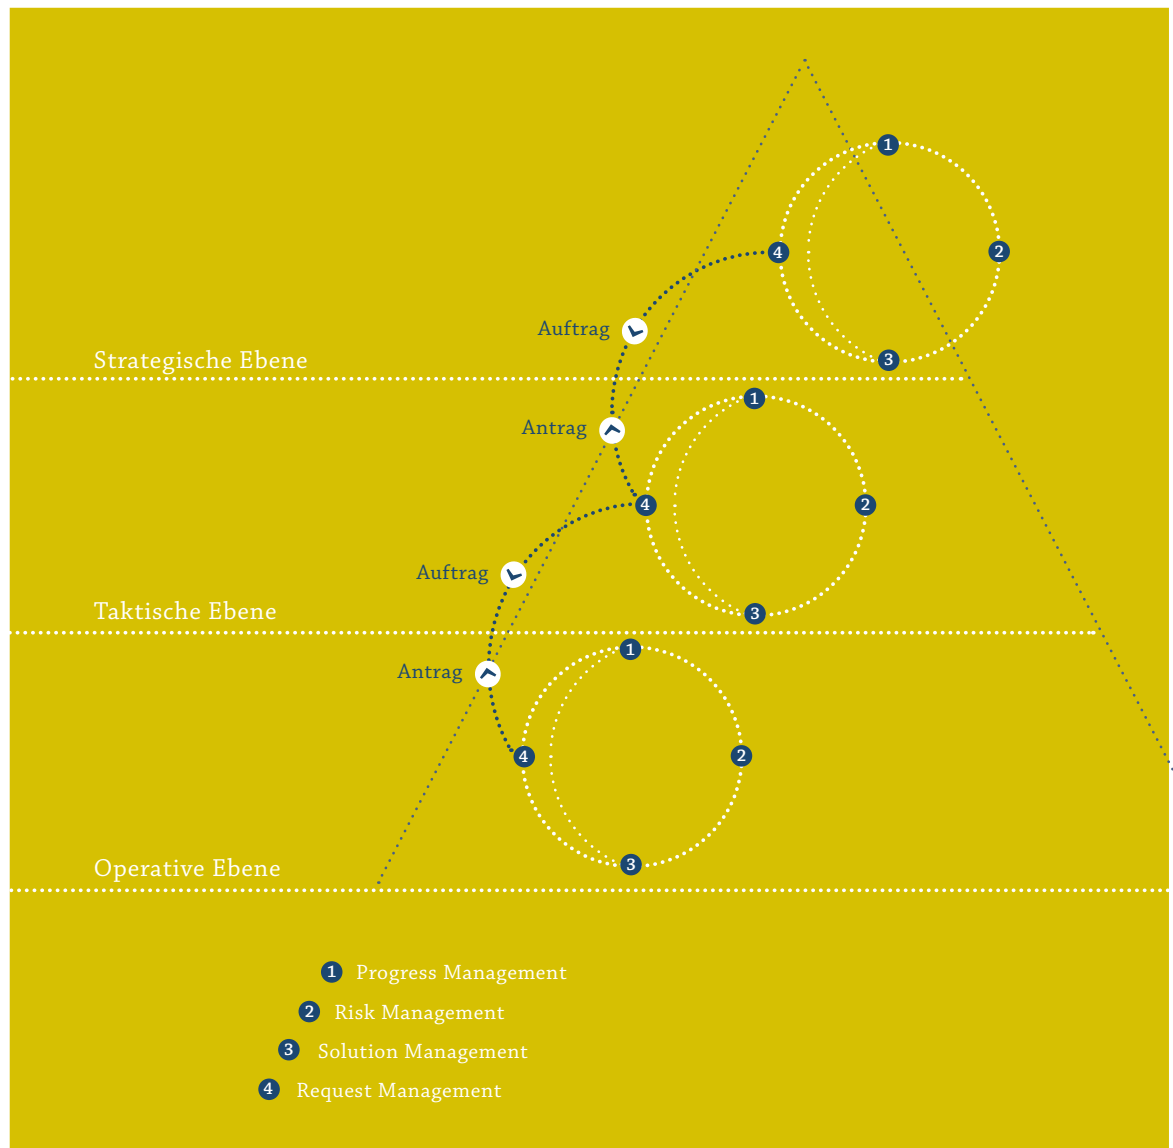 1
4
2
Auftrag
Strategische Ebene
3
1
Antrag
4
2
Auftrag
Taktische Ebene
3
1
Antrag
4
2
Operative Ebene
3
1 Progress Management
2 Risk Management
3 Solution Management
4 Request Management